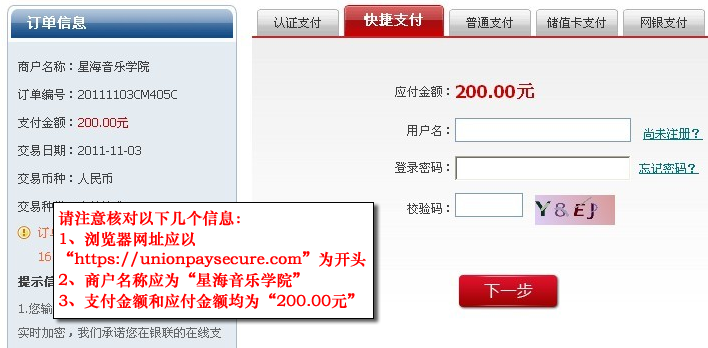 订单信息
商户名称：星海音乐学院
订单编号：20111103CM405C
支付金额：200.00元
交易日期：2011-11-03
交易币种：人民币
交易种
订
16
提示信
1.您输
实时加密，我们承诺您在银联的在线支
请注意核对以下几个信息：
1、浏览器网址应以
“https://unionpaysecure.com”为开头
2、商户名称应为“星海音乐学院”
3、支付金额和应付金额均为“200.00元”
认证支付
快捷支付
普通支付
储值卡支付
网银支付
应付金额：200.00元
用户名：
尚未注册？
登录密码：
忘记密码？
校验码：
Y8EJ
下一步